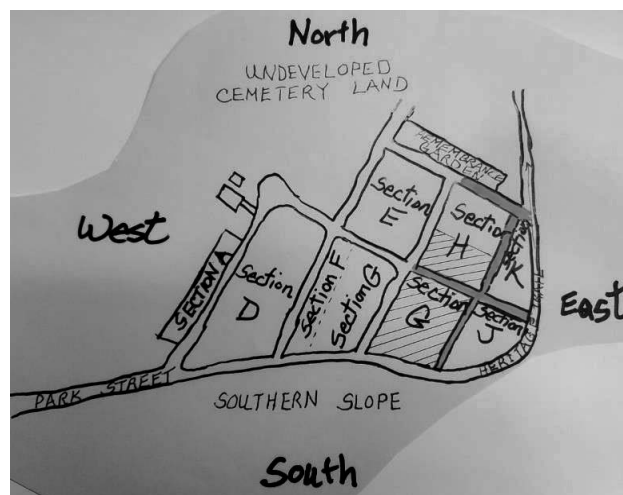 North
UNDEVELOPED
CEMETERY LAND
REMEMBRANCE
GARDEN
Section
E
Section
H
Section
K
West
SECTION A
Section
D
Section F
Section G
Section
G
Section
J
East
HERITAGE TRAIL
PARK STREET
SOUTHERN SLOPE
South